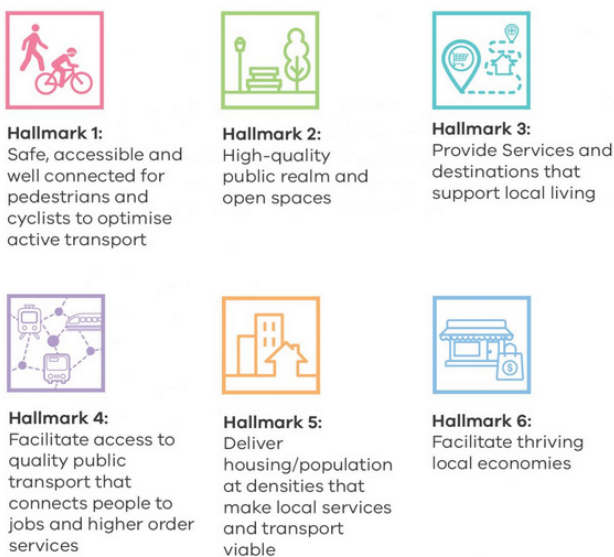 Hallmark 1:
Safe, accessible and
well connected for
pedestrians and
cyclists to optimise
active transport
Hallmark 2:
High-quality
public realm and
open spaces
Hallmark 3:
Provide Services and
destinations that
support local living
Hallmark 4:
Facilitate access to
quality public
transport that
connects people to
jobs and higher order
services
Hallmark 5:
Deliver
housing/population
at densities that
make local services
and transport
viable
Hallmark 6:
Facilitate thriving
local economies